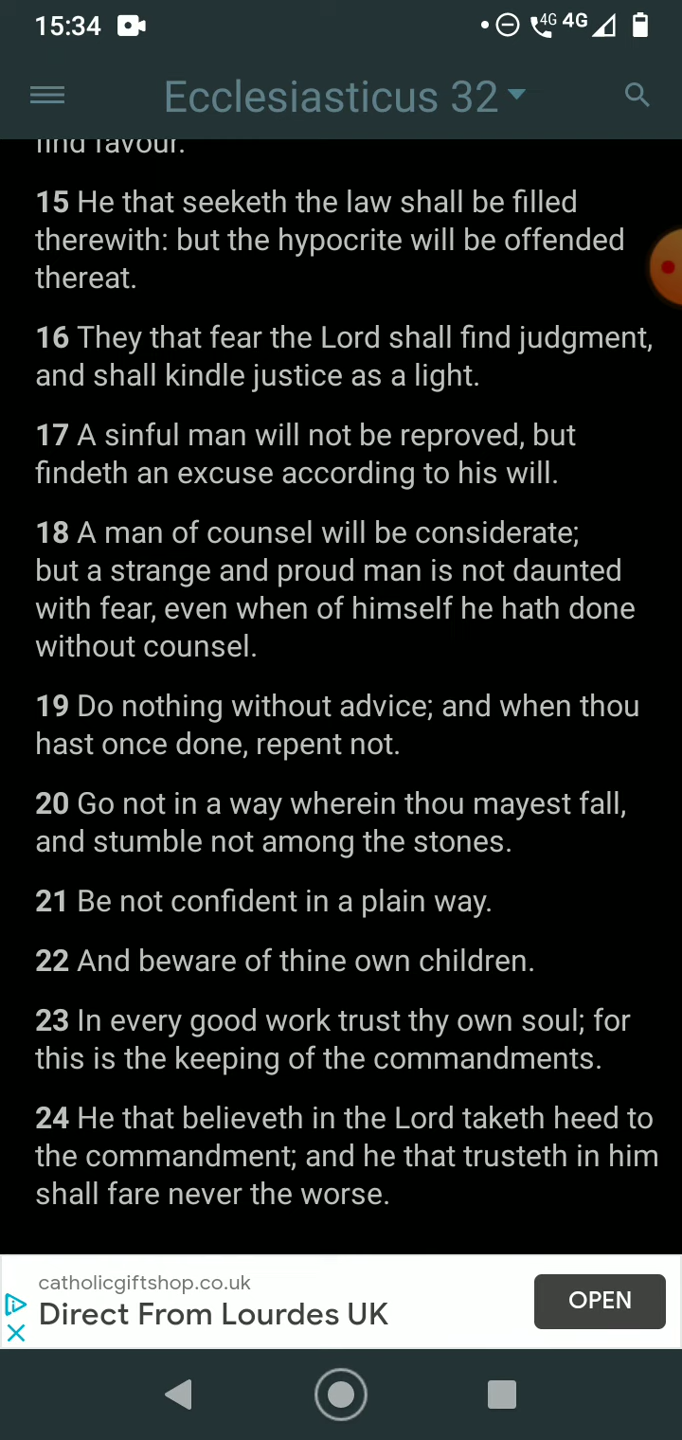 15:34
4G 4G
Ecclesiasticus 32
find favour.
15 He that seeketh the law shall be filled
therewith: but the hypocrite will be offended
thereat.
16 They that fear the Lord shall find judgment,
and shall kindle justice as a light.
17 A sinful man will not be reproved, but
findeth an excuse according to his will.
18 A man of counsel will be considerate;
but a strange and proud man is not daunted
with fear, even when of himself he hath done
without counsel.
19 Do nothing without advice; and when thou
hast once done, repent not.
20 Go not in a way wherein thou mayest fall,
and stumble not among the stones.
21 Be not confident in a plain way.
22 And beware of thine own children.
23 In every good work trust thy own soul; for
this is the keeping of the commandments.
24 He that believeth in the Lord taketh heed to
the commandment; and he that trusteth in him
shall fare never the worse.
catholicgiftshop.co.uk
Direct From Lourdes UK
OPEN